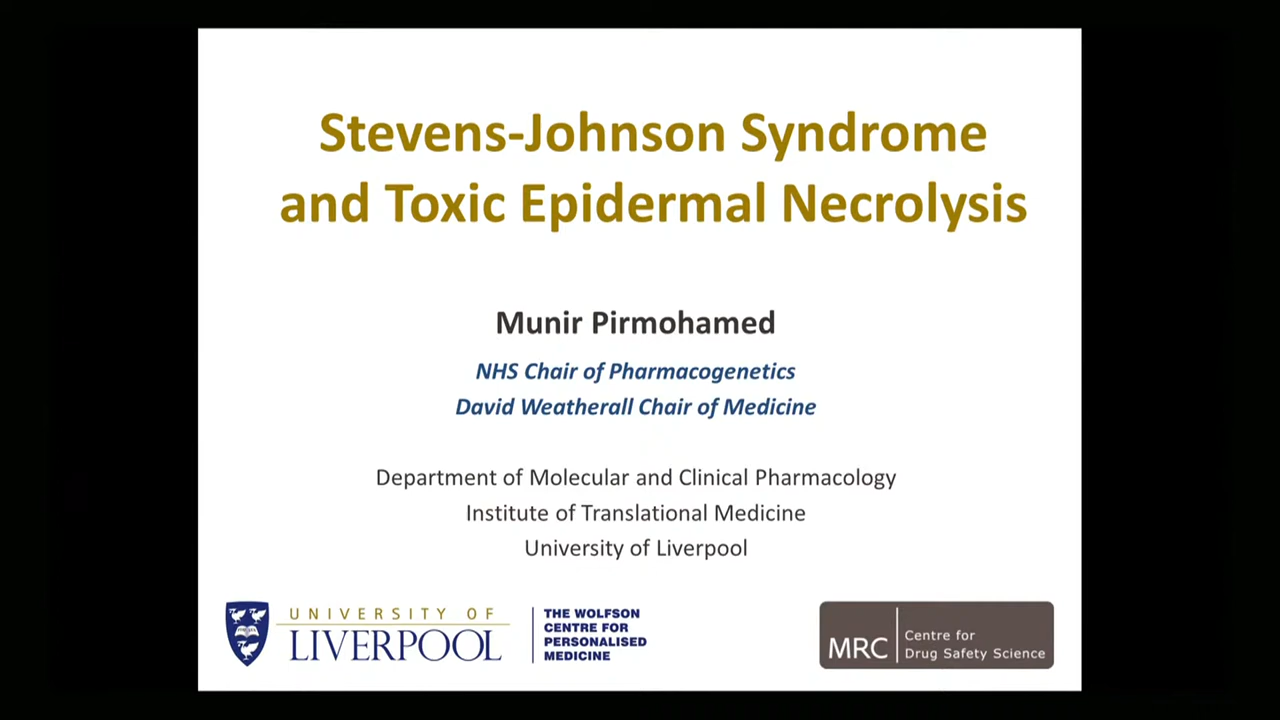 Stevens-Johnson Syndrome
and Toxic Epidermal Necrolysis
Munir Pirmohamed
NHS Chair of Pharmacogenetics
David Weatherall Chair of Medicine
Department of Molecular and Clinical Pharmacology
Institute of Translational Medicine
University of Liverpool
UNIVERSITY OF
LIVERPOOL
THE WOLFSON
CENTRE FOR
PERSONALISED
MEDICINE
MRC
Centre for
Drug Safety Science